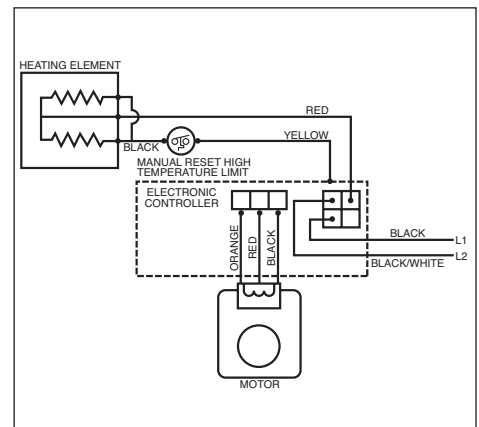 HEATING ELEMENT
RED
YELLOW
BLACK
MANUAL RESET HIGH
TEMPERATURE LIMIT
ELECTRONIC
CONTROLLER
ORANGE
RED
BLACK
BLACK
L1
L2
BLACK/WHITE
MOTOR